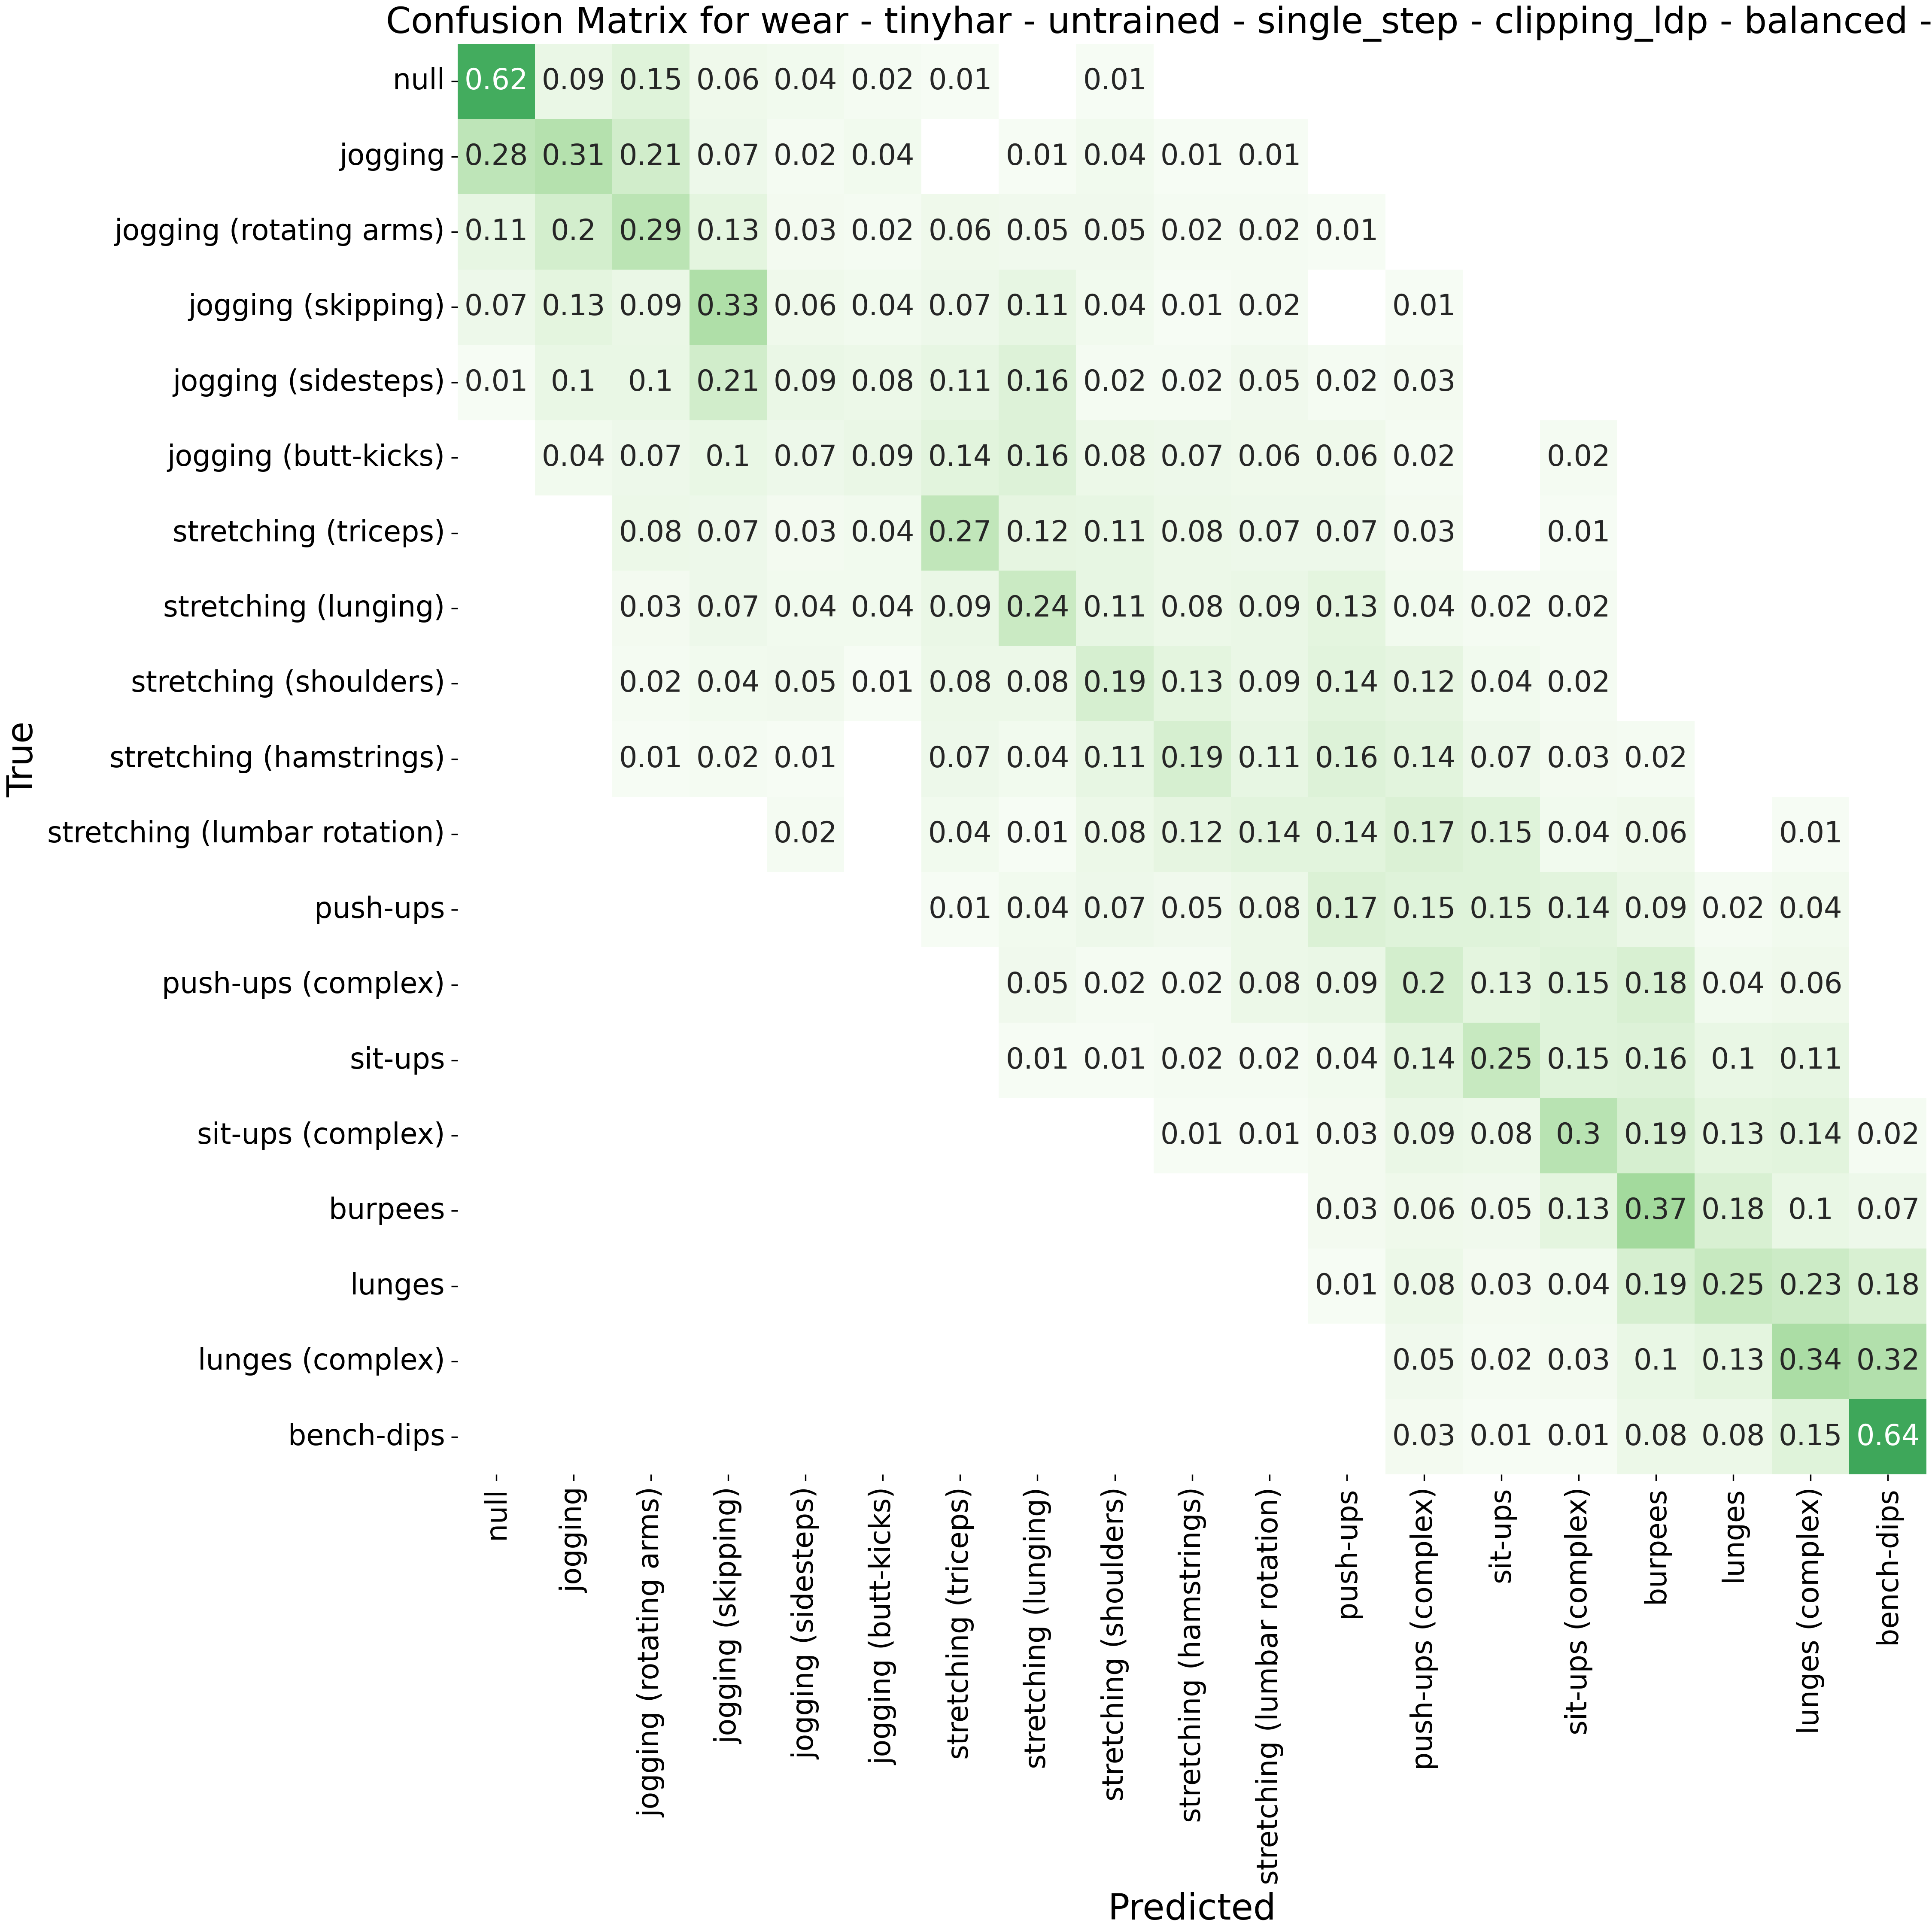 Confusion Matrix for wear - tinyhar - untrained - single_step - clipping_ldp - balanced -
null 0.62 0.09 0.15 0.06 0.04 0.02 0.01 0.01
jogging 0.28 0.31 0.21 0.07 0.02 0.04 0.01 0.04 0.01 0.01
jogging (rotating arms) 0.11 0.2 0.29 0.13 0.03 0.02 0.06 0.05 0.05 0.02 0.02 0.01
jogging (skipping) 0.07 0.13 0.09 0.33 0.06 0.04 0.07 0.11 0.04 0.01 0.02 0.01
jogging (sidesteps) 0.01 0.1 0.1 0.21 0.09 0.08 0.11 0.16 0.02 0.02 0.05 0.02 0.03
jogging (butt-kicks) 0.04 0.07 0.1 0.07 0.09 0.14 0.16 0.08 0.07 0.06 0.06 0.02 0.02
stretching (triceps) 0.08 0.07 0.03 0.04 0.27 0.12 0.11 0.08 0.07 0.07 0.03 0.01
stretching (lunging) 0.03 0.07 0.04 0.04 0.09 0.24 0.11 0.08 0.09 0.13 0.04 0.02 0.02
stretching (shoulders) 0.02 0.04 0.05 0.01 0.08 0.08 0.19 0.13 0.09 0.14 0.12 0.04 0.02
stretching (hamstrings) 0.01 0.02 0.01 0.07 0.04 0.11 0.19 0.11 0.16 0.14 0.07 0.03 0.02
stretching (lumbar rotation) 0.02 0.04 0.01 0.08 0.12 0.14 0.14 0.17 0.15 0.04 0.06 0.01
push-ups 0.01 0.04 0.07 0.05 0.08 0.17 0.15 0.15 0.14 0.09 0.02 0.04
push-ups (complex) 0.05 0.02 0.02 0.08 0.09 0.2 0.13 0.15 0.18 0.04 0.06
sit-ups 0.01 0.01 0.02 0.02 0.04 0.14 0.25 0.15 0.16 0.1 0.11
sit-ups (complex) 0.01 0.01 0.03 0.09 0.08 0.3 0.19 0.13 0.14 0.02
burpees 0.03 0.06 0.05 0.13 0.37 0.18 0.1 0.07
lunges 0.01 0.08 0.03 0.04 0.19 0.25 0.23 0.18
lunges (complex) 0.05 0.02 0.03 0.1 0.13 0.34 0.32
bench-dips 0.03 0.01 0.01 0.08 0.08 0.15 0.64
True
null
jogging
jogging (rotating arms)
jogging (skipping)
jogging (sidesteps)
jogging (butt-kicks)
stretching (triceps)
stretching (lunging)
stretching (shoulders)
stretching (hamstrings)
stretching (lumbar rotation)
push-ups
push-ups (complex)
sit-ups
sit-ups (complex)
burpees
lunges
lunges (complex)
bench-dips
Predicted